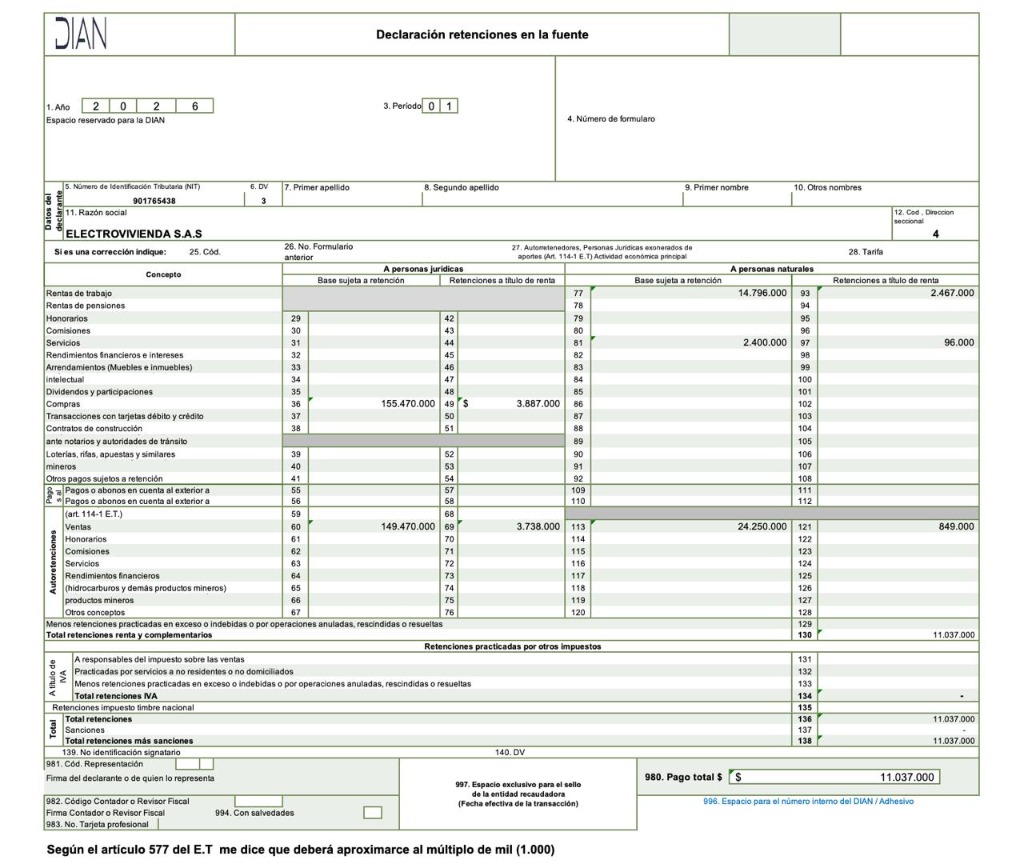 DIAN
Declaración retenciones en la fuente
1. Año 2 0 2 6
3. Período 0 1
Espacio reservado para la DIAN
4. Número de formularo
Datos del declarante
5. Número de Identificación Tributaria (NIT) 6. DV 7. Primer apellido 8. Segundo apellido 9. Primer nombre 10. Otros nombres
901765438 3
11. Razón social 12. Cod. Direccion seccional
ELECTROVIVIENDA S.A.S 4
Si es una corrección indique: 25. Cód. 26. No. Formulario anterior 27. Autorretenedores, Personas Juridicas exonerados de aportes (Art. 114-1 E.T) Actividad económica principal 28. Tarifa
Concepto A personas jurídicas A personas naturales
Base sujeta a retención Retenciones a título de renta Base sujeta a retención Retenciones a título de renta
Rentas de trabajo 77 14.796.000 93 2.467.000
Rentas de pensiones 78 94
Honorarios 29 42 79 95
Comisiones 30 43 80 96
Servicios 31 44 81 2.400.000 97 96.000
Rendimientos financieros e intereses 32 45 82 98
Arrendamientos (Muebles e inmuebles) 33 46 83 99
intelectual 34 47 84 100
Dividendos y participaciones 35 48 85 101
Compras 36 155.470.000 49 $ 3.887.000 86 102
Transacciones con tarjetas débito y crédito 37 50 87 103
Contratos de construcción 38 51 88 104
ante notarios y autoridades de tránsito 89 105
Loterías, rifas, apuestas y similares 39 52 90 106
mineros 40 53 91 107
Otros pagos sujetos a retención 41 54 92 108
Pago s al
Pagos o abonos en cuenta al exterior a 55 57 109 111
Pagos o abonos en cuenta al exterior a 56 58 110 112
Autoretenciones
(art. 114-1 E.T.) 59 68
Ventas 60 149.470.000 69 3.738.000 113 24.250.000 121 849.000
Honorarios 61 70 114 122
Comisiones 62 71 115 123
Servicios 63 72 116 124
Rendimientos financieros 64 73 117 125
(hidrocarburos y demás productos mineros) 65 74 118 126
productos mineros 66 75 119 127
Otros conceptos 67 76 120 128
Menos retenciones practicadas en exceso o indebidas o por operaciones anuladas, rescindidas o resueltas 129
Total retenciones renta y complementarios 130 11.037.000
Retenciones practicadas por otros impuestos
A título de IVA
A responsables del impuesto sobre las ventas 131
Practicadas por servicios a no residentes o no domiciliados 132
Menos retenciones practicadas en exceso o indebidas o por operaciones anuladas, rescindidas o resueltas 133
Total retenciones IVA 134 -
Retenciones impuesto timbre nacional 135
Total
Total retenciones 136 11.037.000
Sanciones 137 -
Total retenciones más sanciones 138 11.037.000
139. No identificación signatario 140. DV
981. Cód. Representación
Firma del declarante o de quien lo representa
997. Espacio exclusivo para el sello
de la entidad recaudadora
(Fecha efectiva de la transacción)
980. Pago total $ $ 11.037.000
982. Código Contador o Revisor Fiscal
Firma Contador o Revisor Fiscal 994. Con salvedades
983. No. Tarjeta profesional
996. Espacio para el número interno del DIAN / Adhesivo
Según el artículo 577 del E.T me dice que deberá aproximarce al múltiplo de mil (1.000)